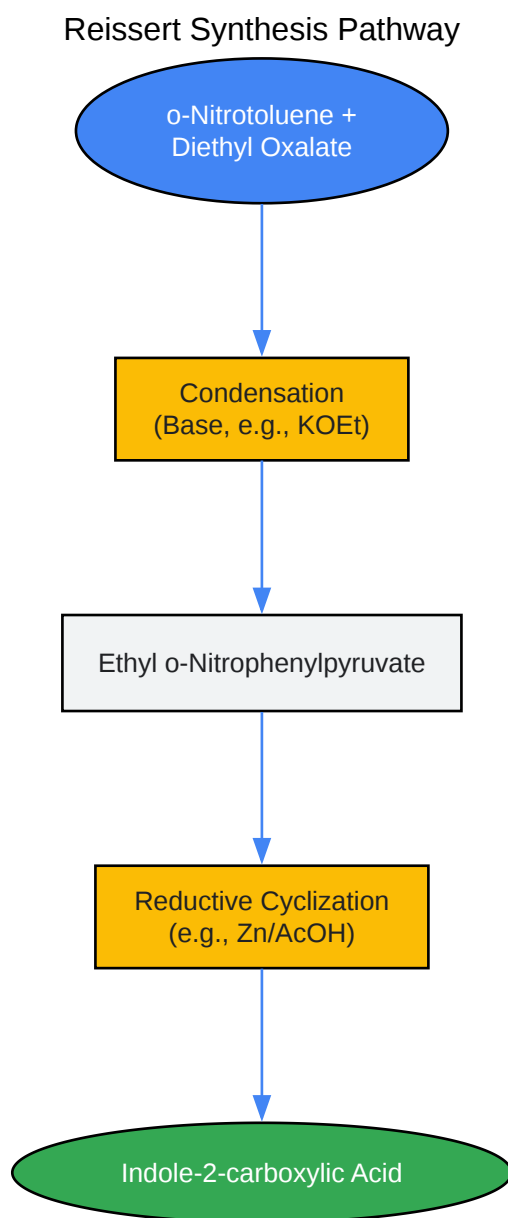 Reissert Synthesis Pathway
o-Nitrotoluene +
Diethyl Oxalate
Condensation
(Base, e.g., KOEt)
Ethyl o-Nitrophenylpyruvate
Reductive Cyclization
(e.g., Zn/AcOH)
Indole-2-carboxylic Acid